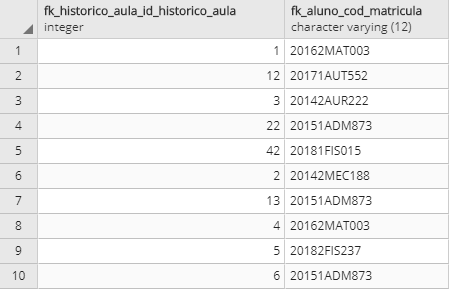 fk_historico_aula_id_historico_aula fk_aluno_cod_matricula
integer character varying (12)
1 1 20162MAT003
2 12 20171AUT552
3 3 20142AUR222
4 22 20151ADM873
5 42 20181FIS015
6 2 20142MEC188
7 13 20151ADM873
8 4 20162MAT003
9 5 20182FIS237
10 6 20151ADM873